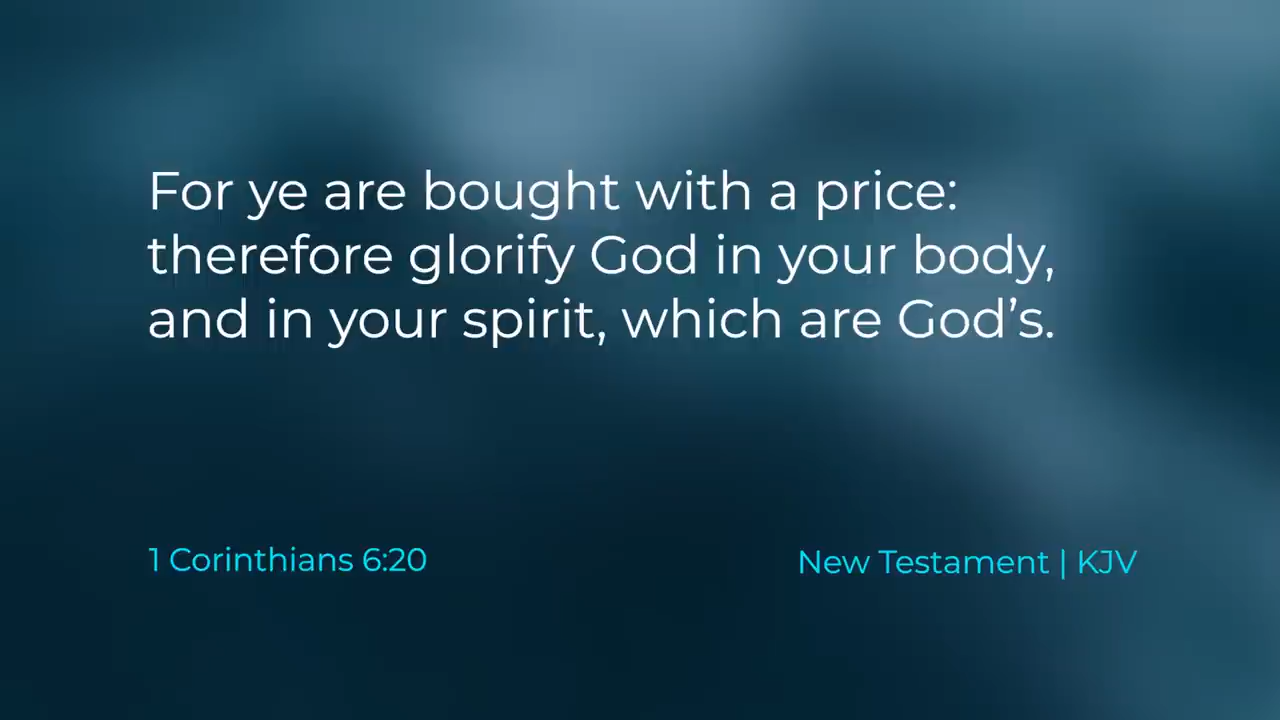 For ye are bought with a price:
therefore glorify God in your body,
and in your spirit, which are God’s.
1 Corinthians 6:20
New Testament | KJV